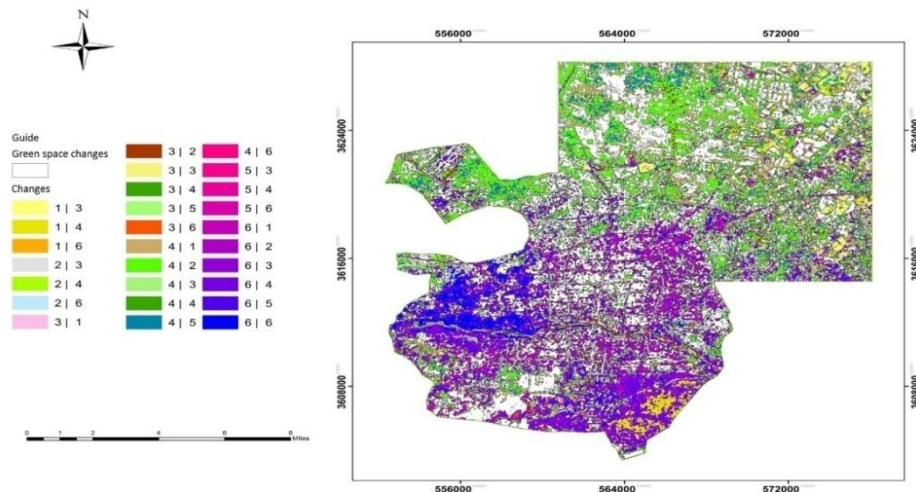 N
Guide
Green space changes
Changes
1 | 3
1 | 4
1 | 6
2 | 3
2 | 4
2 | 6
3 | 1
3 | 2
3 | 3
3 | 4
3 | 5
3 | 6
4 | 1
4 | 2
4 | 3
4 | 4
4 | 5
4 | 6
5 | 3
5 | 4
5 | 6
6 | 1
6 | 2
6 | 3
6 | 4
6 | 5
6 | 6
0 2 4 6 8
Miles
556000 564000 572000
3624000 3624000
3616000 3616000
3608000 3608000
556000 564000 572000